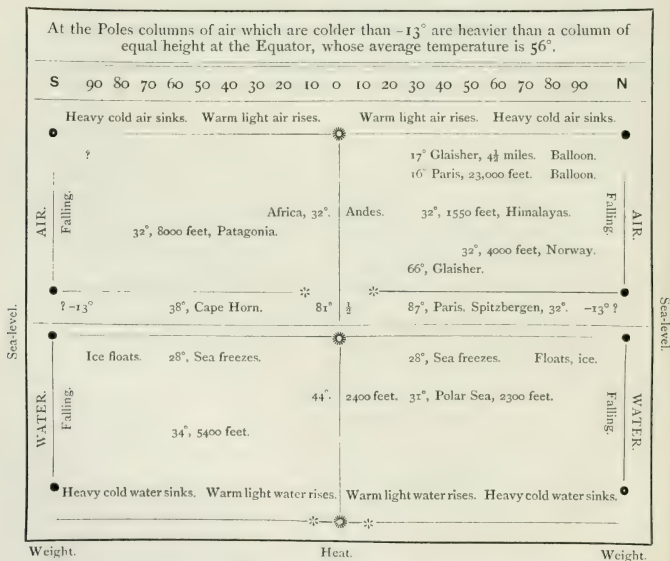 At the Poles columns of air which are colder than -13° are heavier than a column of
equal height at the Equator, whose average temperature is 56°.
S 90 80 70 60 50 40 30 20 10 0 10 20 30 40 50 60 70 80 90 N
Heavy cold air sinks. Warm light air rises. Warm light air rises. Heavy cold air sinks.
? 17° Glaisher, 4½ miles. Balloon.
16° Paris, 23,000 feet. Balloon.
AIR. Falling. Falling. AIR.
Africa, 32°. Andes. 32°, 1550 feet, Himalayas.
32°, 8000 feet, Patagonia.
32°, 4000 feet, Norway.
66°, Glaisher.
? -13° 38°, Cape Horn. 81° ½ 87°, Paris. Spitzbergen, 32°. -13° ?
Sea-level. Sea-level.
Ice floats. 28°, Sea freezes. 28°, Sea freezes. Floats, ice.
WATER. Falling. Falling. WATER.
44°. 2400 feet. 31°, Polar Sea, 2300 feet.
34°, 5400 feet.
Heavy cold water sinks. Warm light water rises. Warm light water rises. Heavy cold water sinks.
Weight. Heat. Weight.